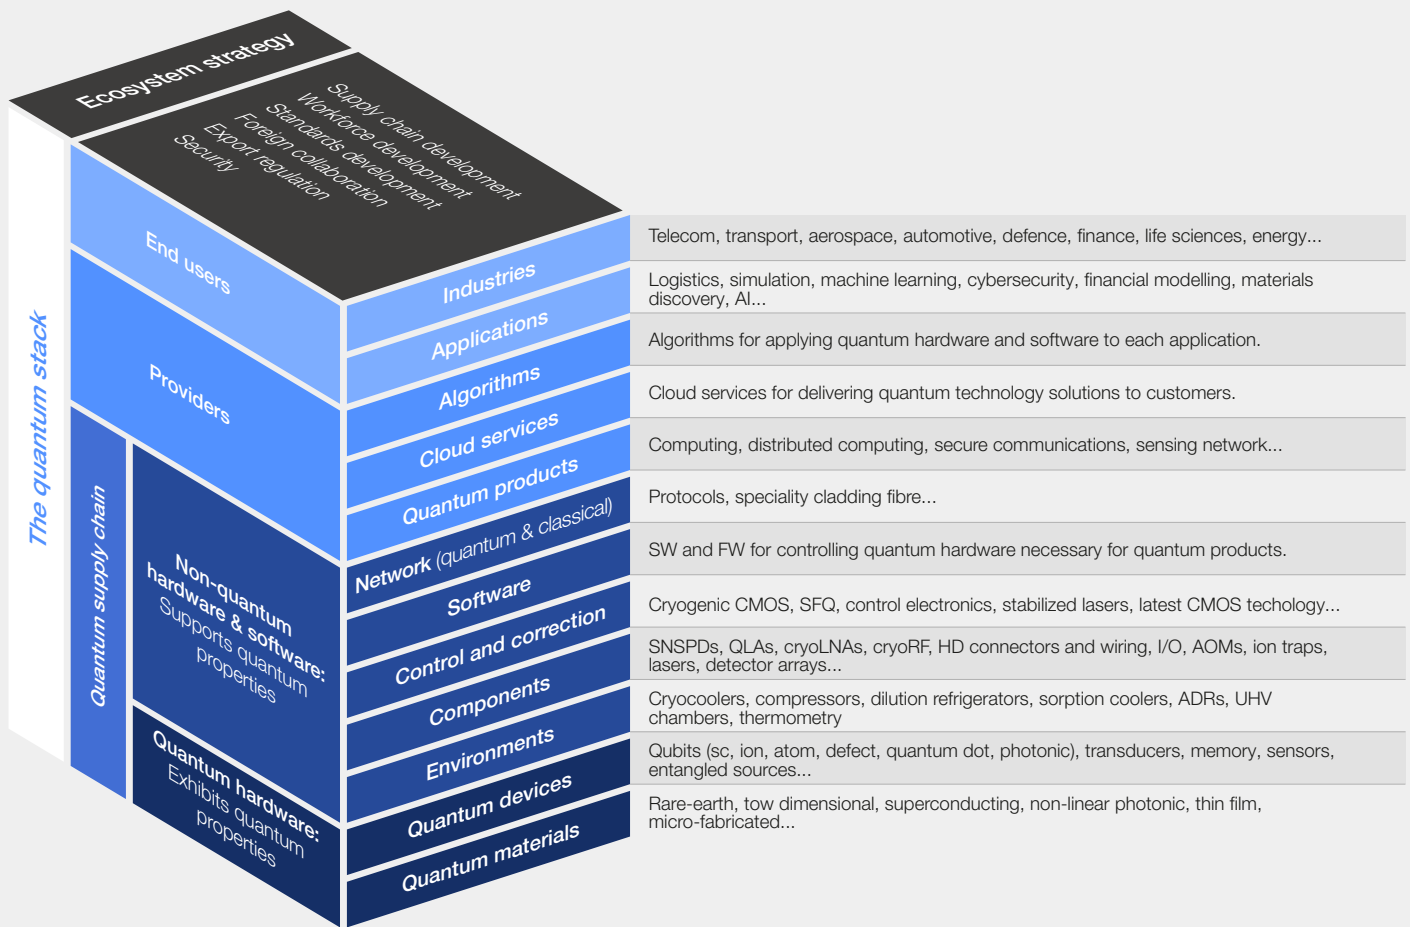 Ecosystem strategy
Supply chain development
Workforce development
Standards development
Foreign collaboration
Export regulation
Security
The quantum stack
End users
Providers
Quantum supply chain
Non-quantum
hardware & software:
Supports quantum
properties
Quantum hardware:
Exhibits quantum
properties
Industries
Telecom, transport, aerospace, automotive, defence, finance, life sciences, energy...
Applications
Logistics, simulation, machine learning, cybersecurity, financial modelling, materials
discovery, AI...
Algorithms
Algorithms for applying quantum hardware and software to each application.
Cloud services
Cloud services for delivering quantum technology solutions to customers.
Quantum products
Computing, distributed computing, secure communications, sensing network...
Network (quantum & classical)
Protocols, speciality cladding fibre...
Software
SW and FW for controlling quantum hardware necessary for quantum products.
Control and correction
Cryogenic CMOS, SFQ, control electronics, stabilized lasers, latest CMOS techology...
Components
SNSPDs, QLAs, cryoLNAs, cryoRF, HD connectors and wiring, I/O, AOMs, ion traps,
lasers, detector arrays...
Environments
Cryocoolers, compressors, dilution refrigerators, sorption coolers, ADRs, UHV
chambers, thermometry
Quantum devices
Qubits (sc, ion, atom, defect, quantum dot, photonic), transducers, memory, sensors,
entangled sources...
Quantum materials
Rare-earth, tow dimensional, superconducting, non-linear photonic, thin film,
micro-fabricated...